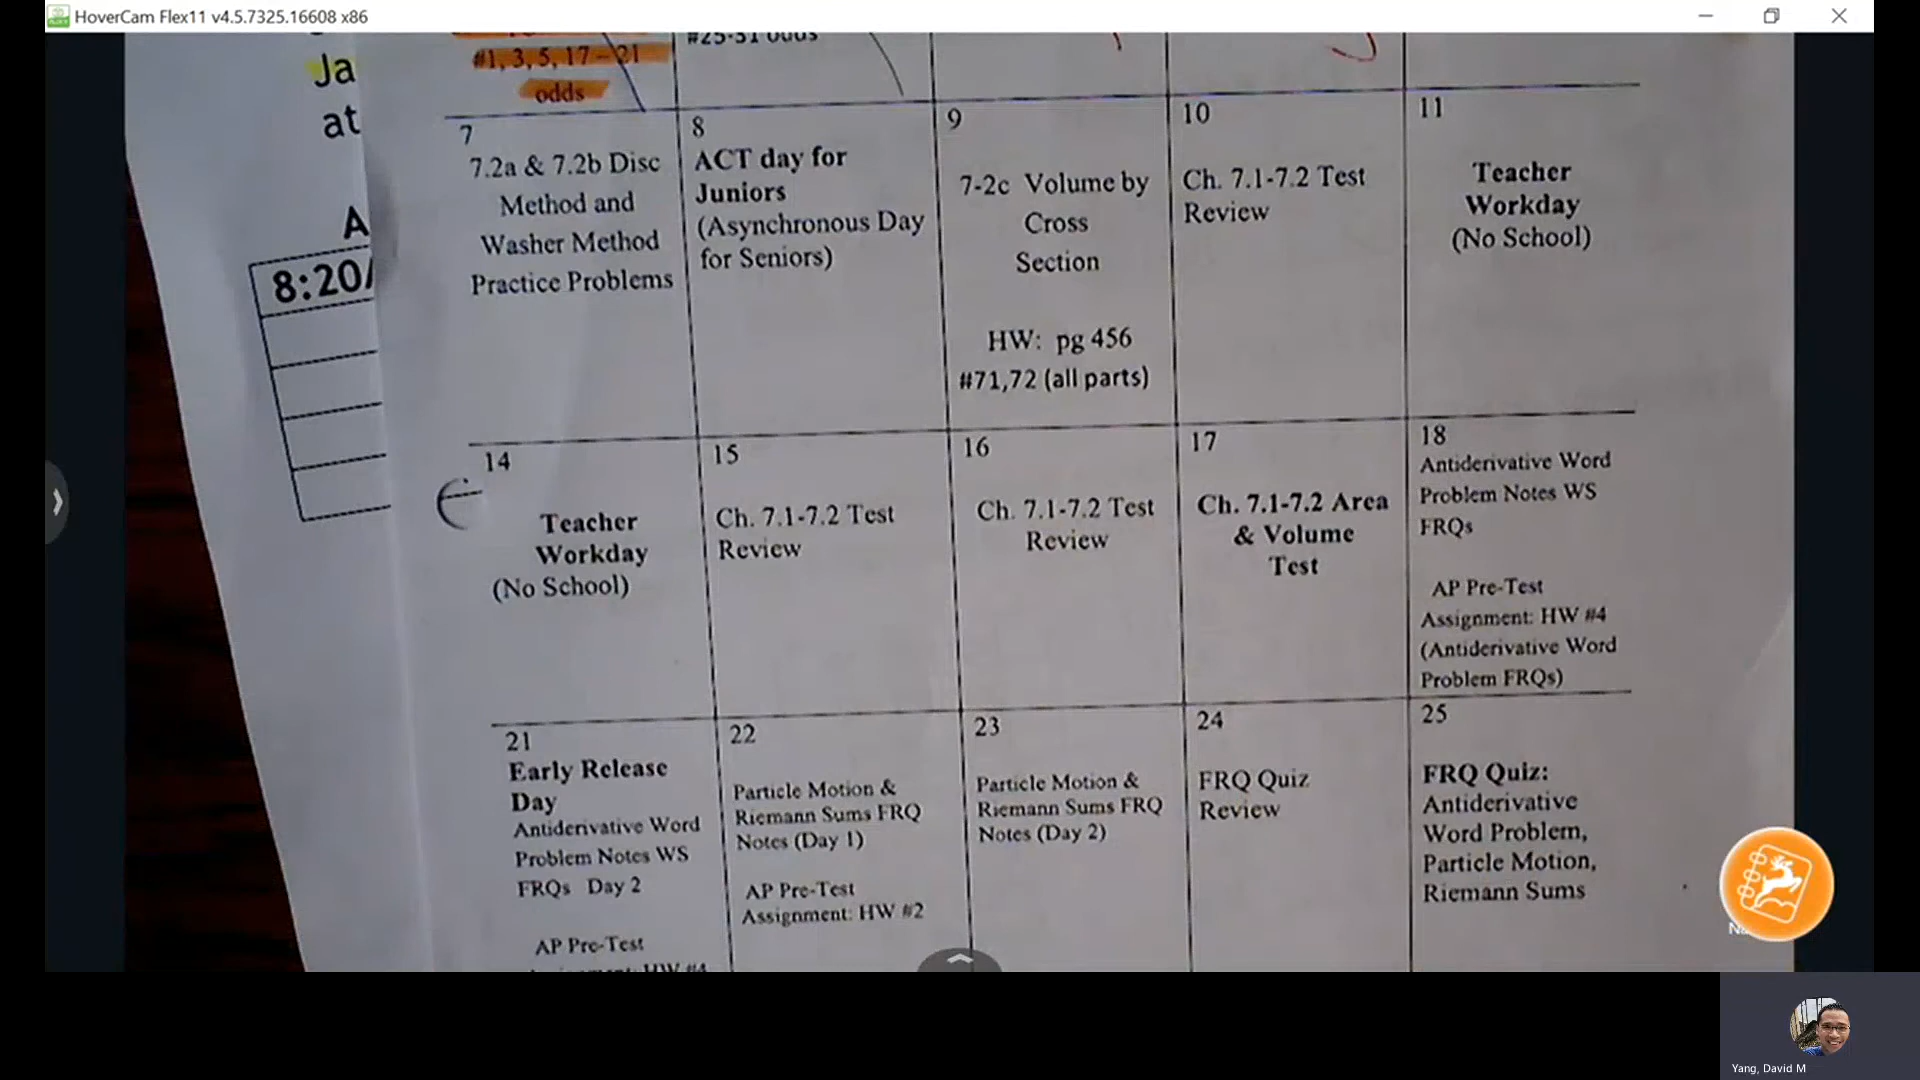 HoverCam Flex11 v4.5.7325.16608 x86
Ja
at
A
8:20
#1, 3, 5, 17 – 21
odds
#25-31 odds
7
7.2a & 7.2b Disc
Method and
Washer Method
Practice Problems
8
ACT day for
Juniors
(Asynchronous Day
for Seniors)
9
7-2c Volume by
Cross
Section
HW: pg 456
#71,72 (all parts)
10
Ch. 7.1-7.2 Test
Review
11
Teacher
Workday
(No School)
14
Teacher
Workday
(No School)
15
Ch. 7.1-7.2 Test
Review
16
Ch. 7.1-7.2 Test
Review
17
Ch. 7.1-7.2 Area
& Volume
Test
18
Antiderivative Word
Problem Notes WS
FRQs
AP Pre-Test
Assignment: HW #4
(Antiderivative Word
Problem FRQs)
21
Early Release
Day
Antiderivative Word
Problem Notes WS
FRQs Day 2
AP Pre-Test
22
Particle Motion &
Riemann Sums FRQ
Notes (Day 1)
AP Pre-Test
Assignment: HW #2
23
Particle Motion &
Riemann Sums FRQ
Notes (Day 2)
24
FRQ Quiz
Review
25
FRQ Quiz:
Antiderivative
Word Problem,
Particle Motion,
Riemann Sums
Yang, David M